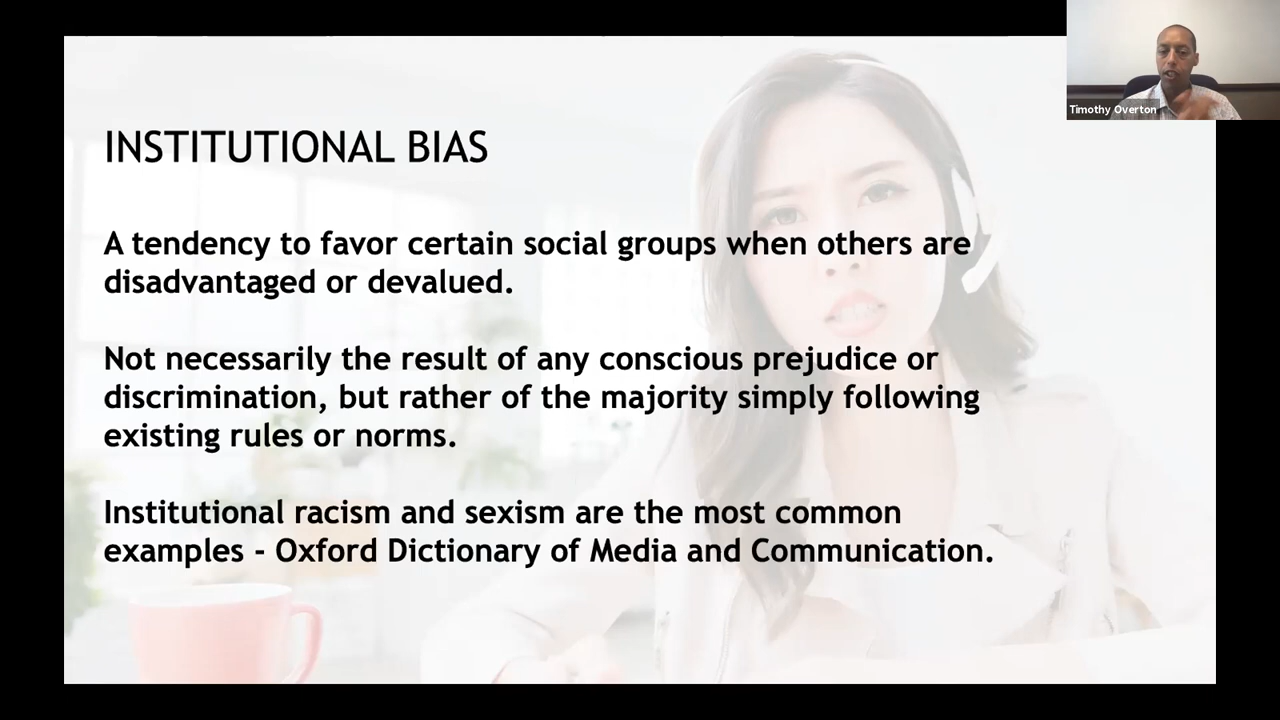 INSTITUTIONAL BIAS
A tendency to favor certain social groups when others are
disadvantaged or devalued.
Not necessarily the result of any conscious prejudice or
discrimination, but rather of the majority simply following
existing rules or norms.
Institutional racism and sexism are the most common
examples - Oxford Dictionary of Media and Communication.
Timothy Overton